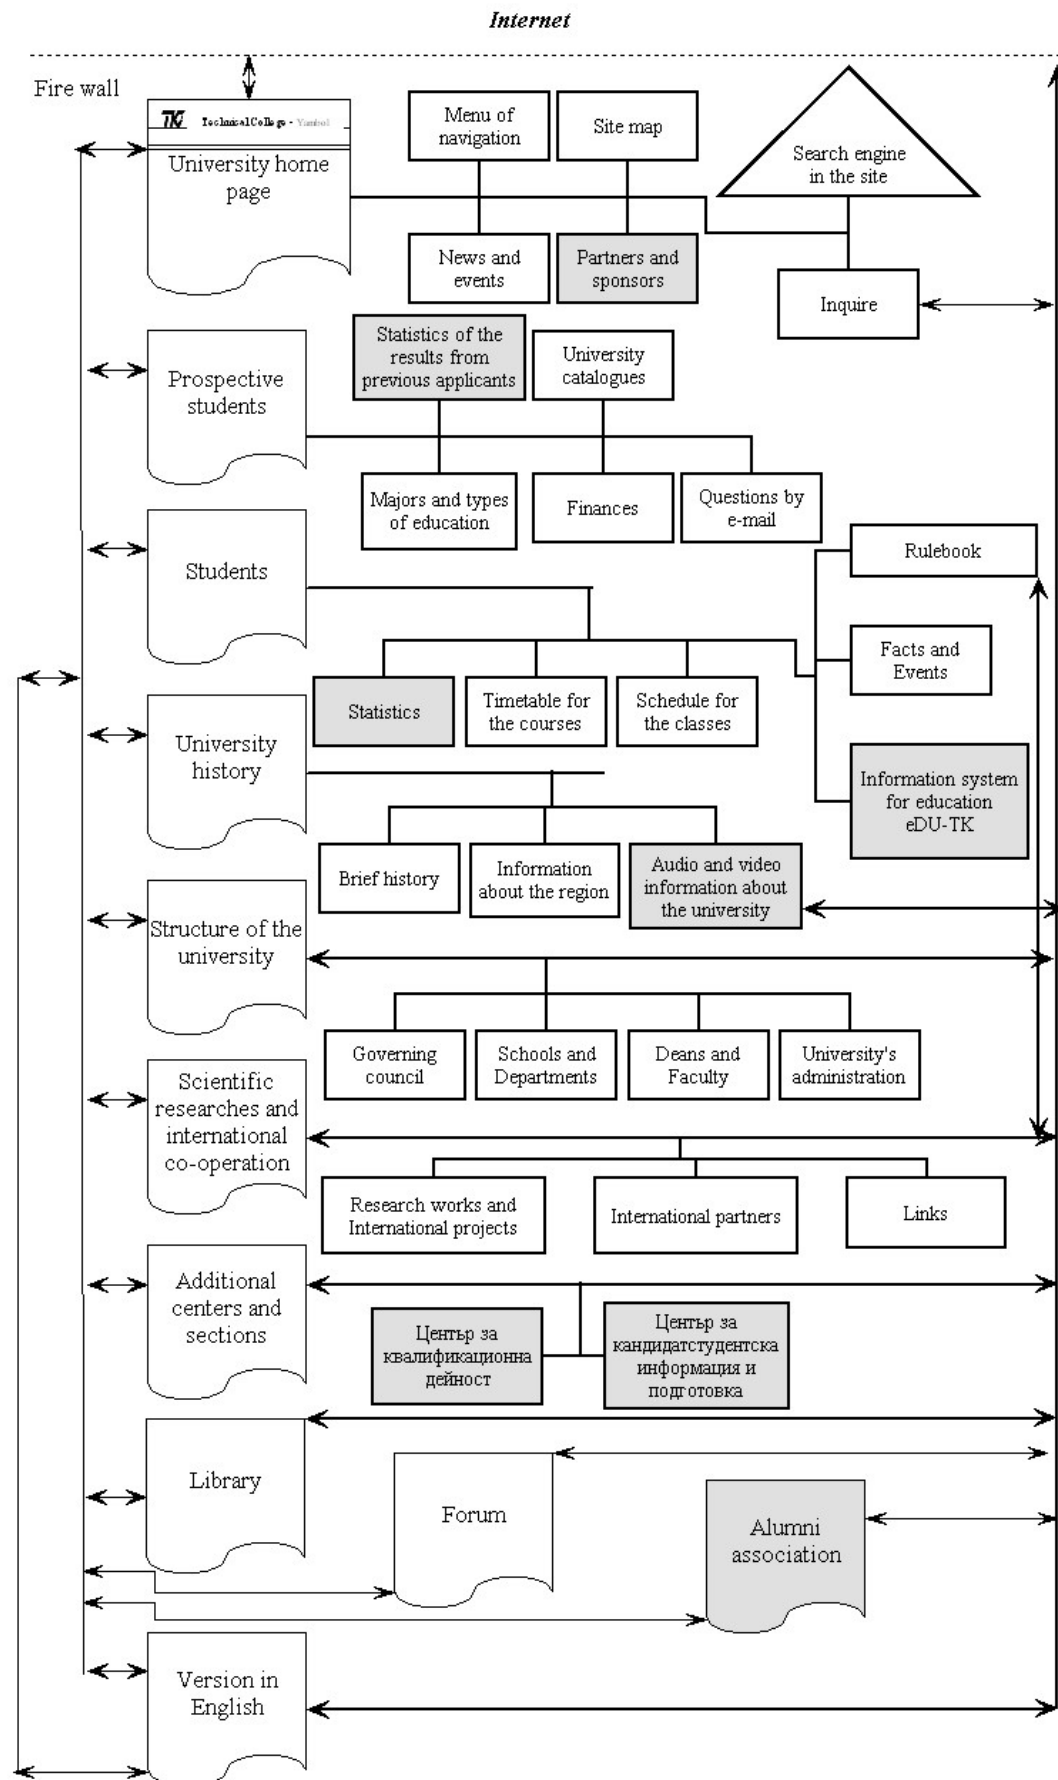 Internet
Fire wall
TK Technical College - Yambol
University home
page
Menu of
navigation
Site map
Search engine
in the site
News and
events
Partners and
sponsors
Inquire
Prospective
students
Statistics of the
results from
previous applicants
University
catalogues
Majors and types
of education
Finances
Questions by
e-mail
Students
Rulebook
Facts and
Events
Statistics
Timetable for
the courses
Schedule for
the classes
Information system
for education
eDU-TK
University
history
Brief history
Information
about the region
Audio and video
information about
the university
Structure of the
university
Governing
council
Schools and
Departments
Deans and
Faculty
University's
administration
Scientific
researches and
international
co-operation
Research works and
International projects
International partners
Links
Additional
centers and
sections
Център за
квалификационна
дейност
Център за
кандидатстудентска
информация и
подготовка
Library
Forum
Alumni
association
Version in
English